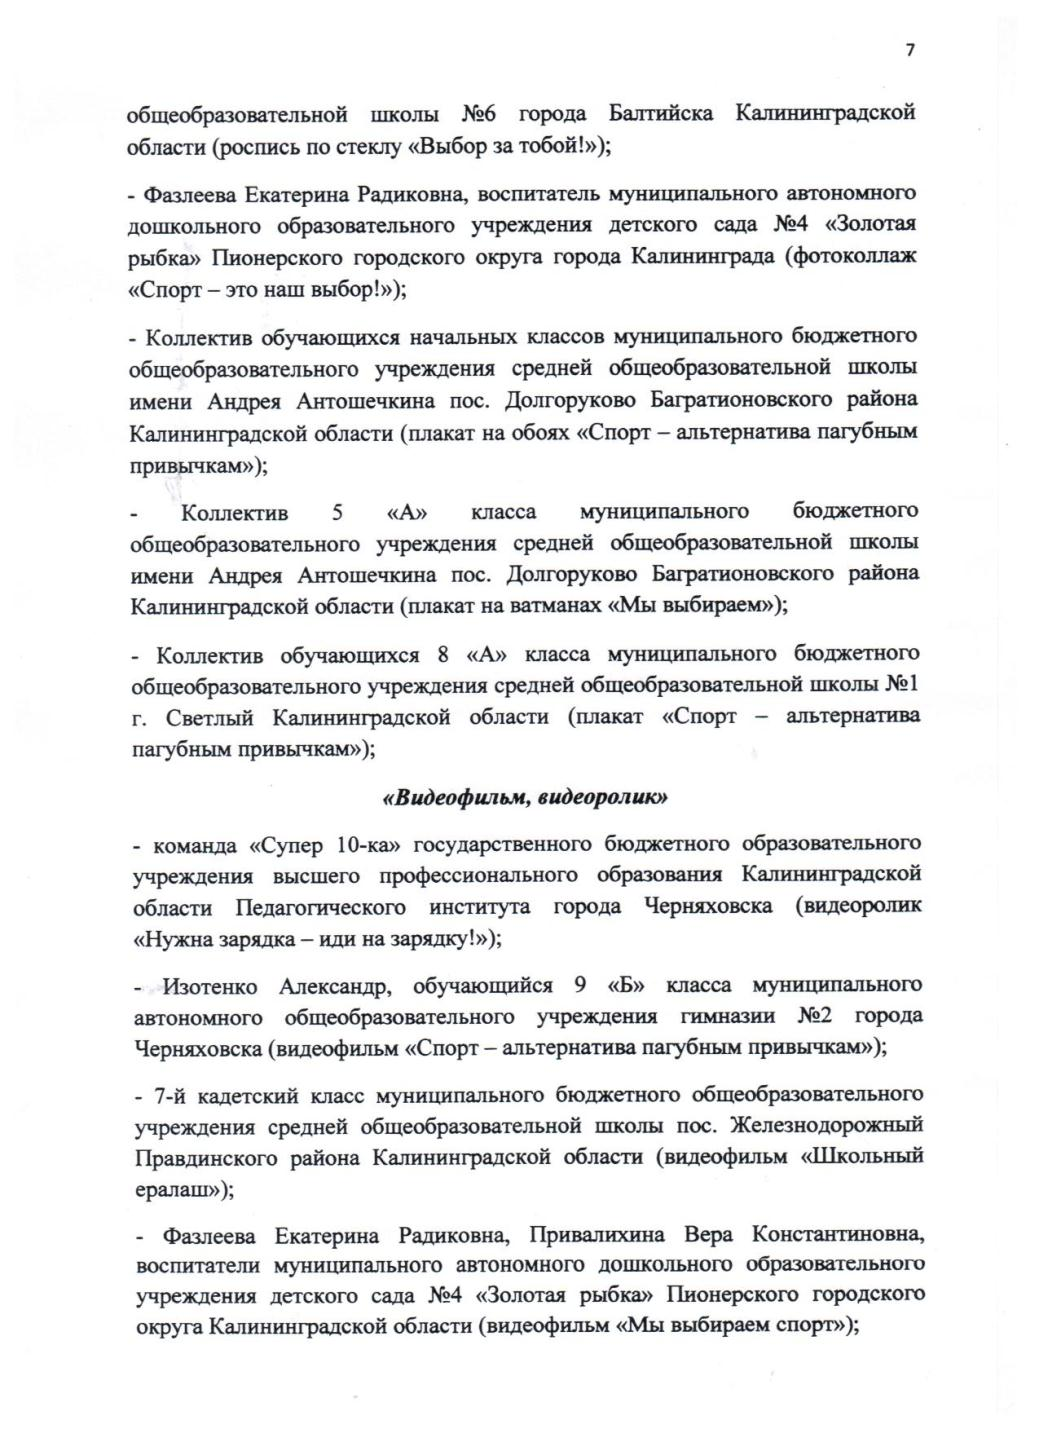 7
общеобразовательной школы №6 города Балтийска Калининградской
области (роспись по стеклу «Выбор за тобой!»);
- Фазлеева Екатерина Радиковна, воспитатель муниципального автономного
дошкольного образовательного учреждения детского сада №4 «Золотая
рыбка» Пионерского городского округа города Калининграда (фотоколлаж
«Спорт – это наш выбор!»);
- Коллектив обучающихся начальных классов муниципального бюджетного
общеобразовательного учреждения средней общеобразовательной школы
имени Андрея Антошечкина пос. Долгоруково Багратионовского района
Калининградской области (плакат на обоях «Спорт – альтернатива пагубным
привычкам»);
- Коллектив 5 «А» класса муниципального бюджетного
общеобразовательного учреждения средней общеобразовательной школы
имени Андрея Антошечкина пос. Долгоруково Багратионовского района
Калининградской области (плакат на ватманах «Мы выбираем»);
- Коллектив обучающихся 8 «А» класса муниципального бюджетного
общеобразовательного учреждения средней общеобразовательной школы №1
г. Светлый Калининградской области (плакат «Спорт – альтернатива
пагубным привычкам»);
«Видеофильм, видеоролик»
- команда «Супер 10-ка» государственного бюджетного образовательного
учреждения высшего профессионального образования Калининградской
области Педагогического института города Черняховска (видеоролик
«Нужна зарядка – иди на зарядку!»);
- Изотенко Александр, обучающийся 9 «Б» класса муниципального
автономного общеобразовательного учреждения гимназии №2 города
Черняховска (видеофильм «Спорт – альтернатива пагубным привычкам»);
- 7-й кадетский класс муниципального бюджетного общеобразовательного
учреждения средней общеобразовательной школы пос. Железнодорожный
Правдинского района Калининградской области (видеофильм «Школьный
ералаш»);
- Фазлеева Екатерина Радиковна, Привалихина Вера Константиновна,
воспитатели муниципального автономного дошкольного образовательного
учреждения детского сада №4 «Золотая рыбка» Пионерского городского
округа Калининградской области (видеофильм «Мы выбираем спорт»);